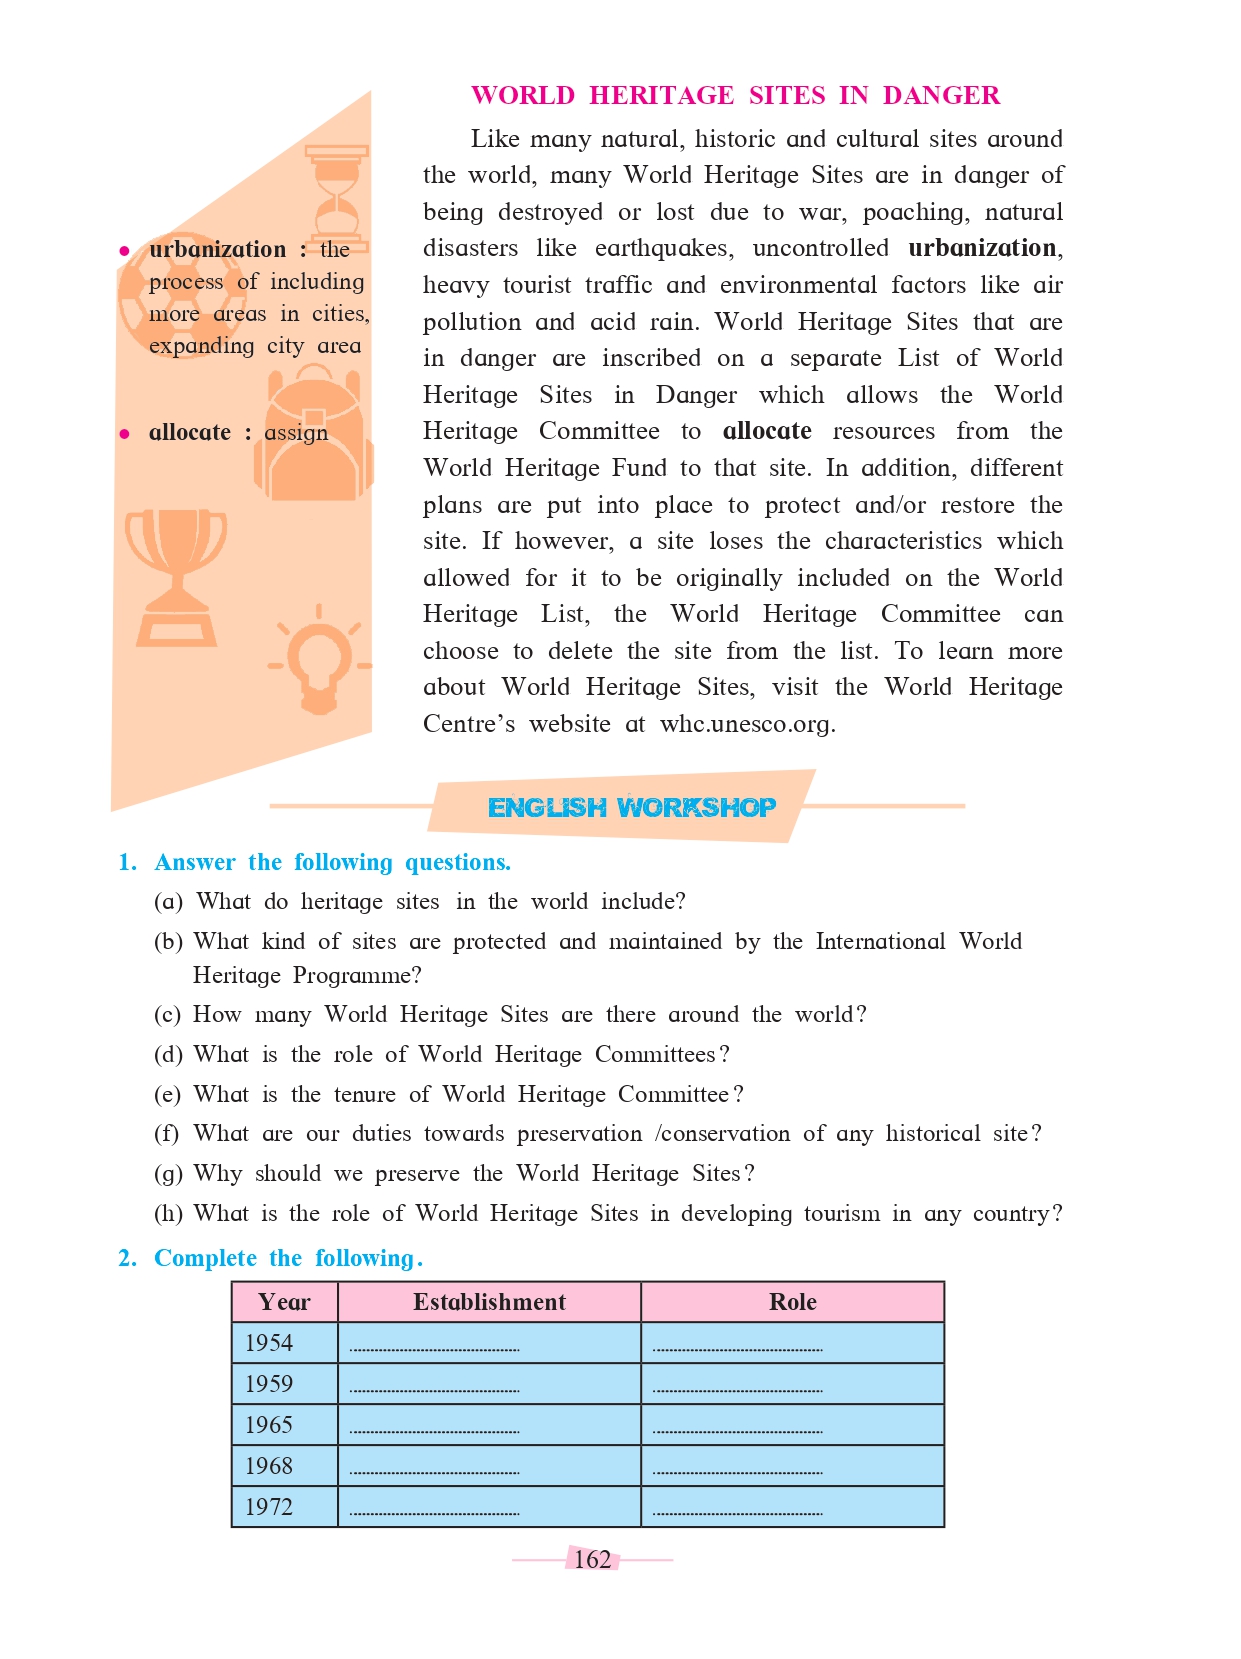 WORLD HERITAGE SITES IN DANGER
Like many natural, historic and cultural sites around
the world, many World Heritage Sites are in danger of
being destroyed or lost due to war, poaching, natural
disasters like earthquakes, uncontrolled urbanization,
heavy tourist traffic and environmental factors like air
pollution and acid rain. World Heritage Sites that are
in danger are inscribed on a separate List of World
Heritage Sites in Danger which allows the World
Heritage Committee to allocate resources from the
World Heritage Fund to that site. In addition, different
plans are put into place to protect and/or restore the
site. If however, a site loses the characteristics which
allowed for it to be originally included on the World
Heritage List, the World Heritage Committee can
choose to delete the site from the list. To learn more
about World Heritage Sites, visit the World Heritage
Centre's website at whc.unesco.org.
• urbanization : the
process of including
more areas in cities,
expanding city area
• allocate : assign
ENGLISH WORKSHOP
1. Answer the following questions.
(a) What do heritage sites in the world include?
(b) What kind of sites are protected and maintained by the International World
Heritage Programme?
(c) How many World Heritage Sites are there around the world?
(d) What is the role of World Heritage Committees?
(e) What is the tenure of World Heritage Committee?
(f) What are our duties towards preservation /conservation of any historical site?
(g) Why should we preserve the World Heritage Sites?
(h) What is the role of World Heritage Sites in developing tourism in any country?
2. Complete the following.
Year Establishment Role
1954 ........................................ ........................................
1959 ........................................ ........................................
1965 ........................................ ........................................
1968 ........................................ ........................................
1972 ........................................ ........................................
162